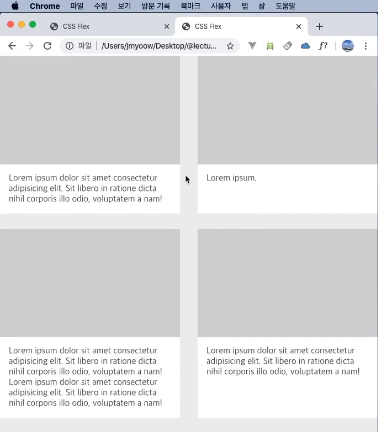 Chrome 파일 수정 보기 방문 기록 북마크 사용자 탭 창 도움말
CSS Flex
CSS Flex
파일 /Users/jmyoow/Desktop/@lectu...
f?
Lorem ipsum dolor sit amet consectetur
adipisicing elit. Sit libero in ratione dicta
nihil corporis illo odio, voluptatem a nam!
Lorem ipsum.
Lorem ipsum dolor sit amet consectetur
adipisicing elit. Sit libero in ratione dicta
nihil corporis illo odio, voluptatem a nam!
Lorem ipsum dolor sit amet consectetur
adipisicing elit. Sit libero in ratione dicta
nihil corporis illo odio, voluptatem a nam!
Lorem ipsum dolor sit amet consectetur
adipisicing elit. Sit libero in ratione dicta
nihil corporis illo odio, voluptatem a nam!